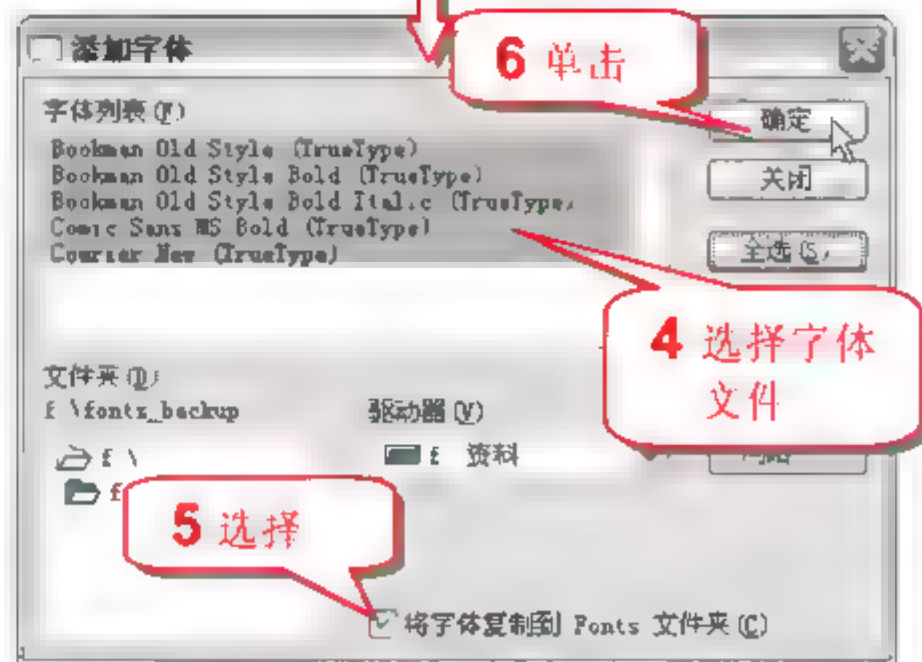 添加字体
6 单击
字体列表(F)
确定
Bookman Old Style (TrueType)
Bookman Old Style Bold (TrueType)
Bookman Old Style Bold Italic (TrueType)
Comic Sans MS Bold (TrueType)
Courier New (TrueType)
关闭
全选(S)
4 选择字体
文件
文件夹(D)
f \fonts_backup
驱动器(V)
f \
f 资料
f
5 选择
将字体复制到 Fonts 文件夹(C)